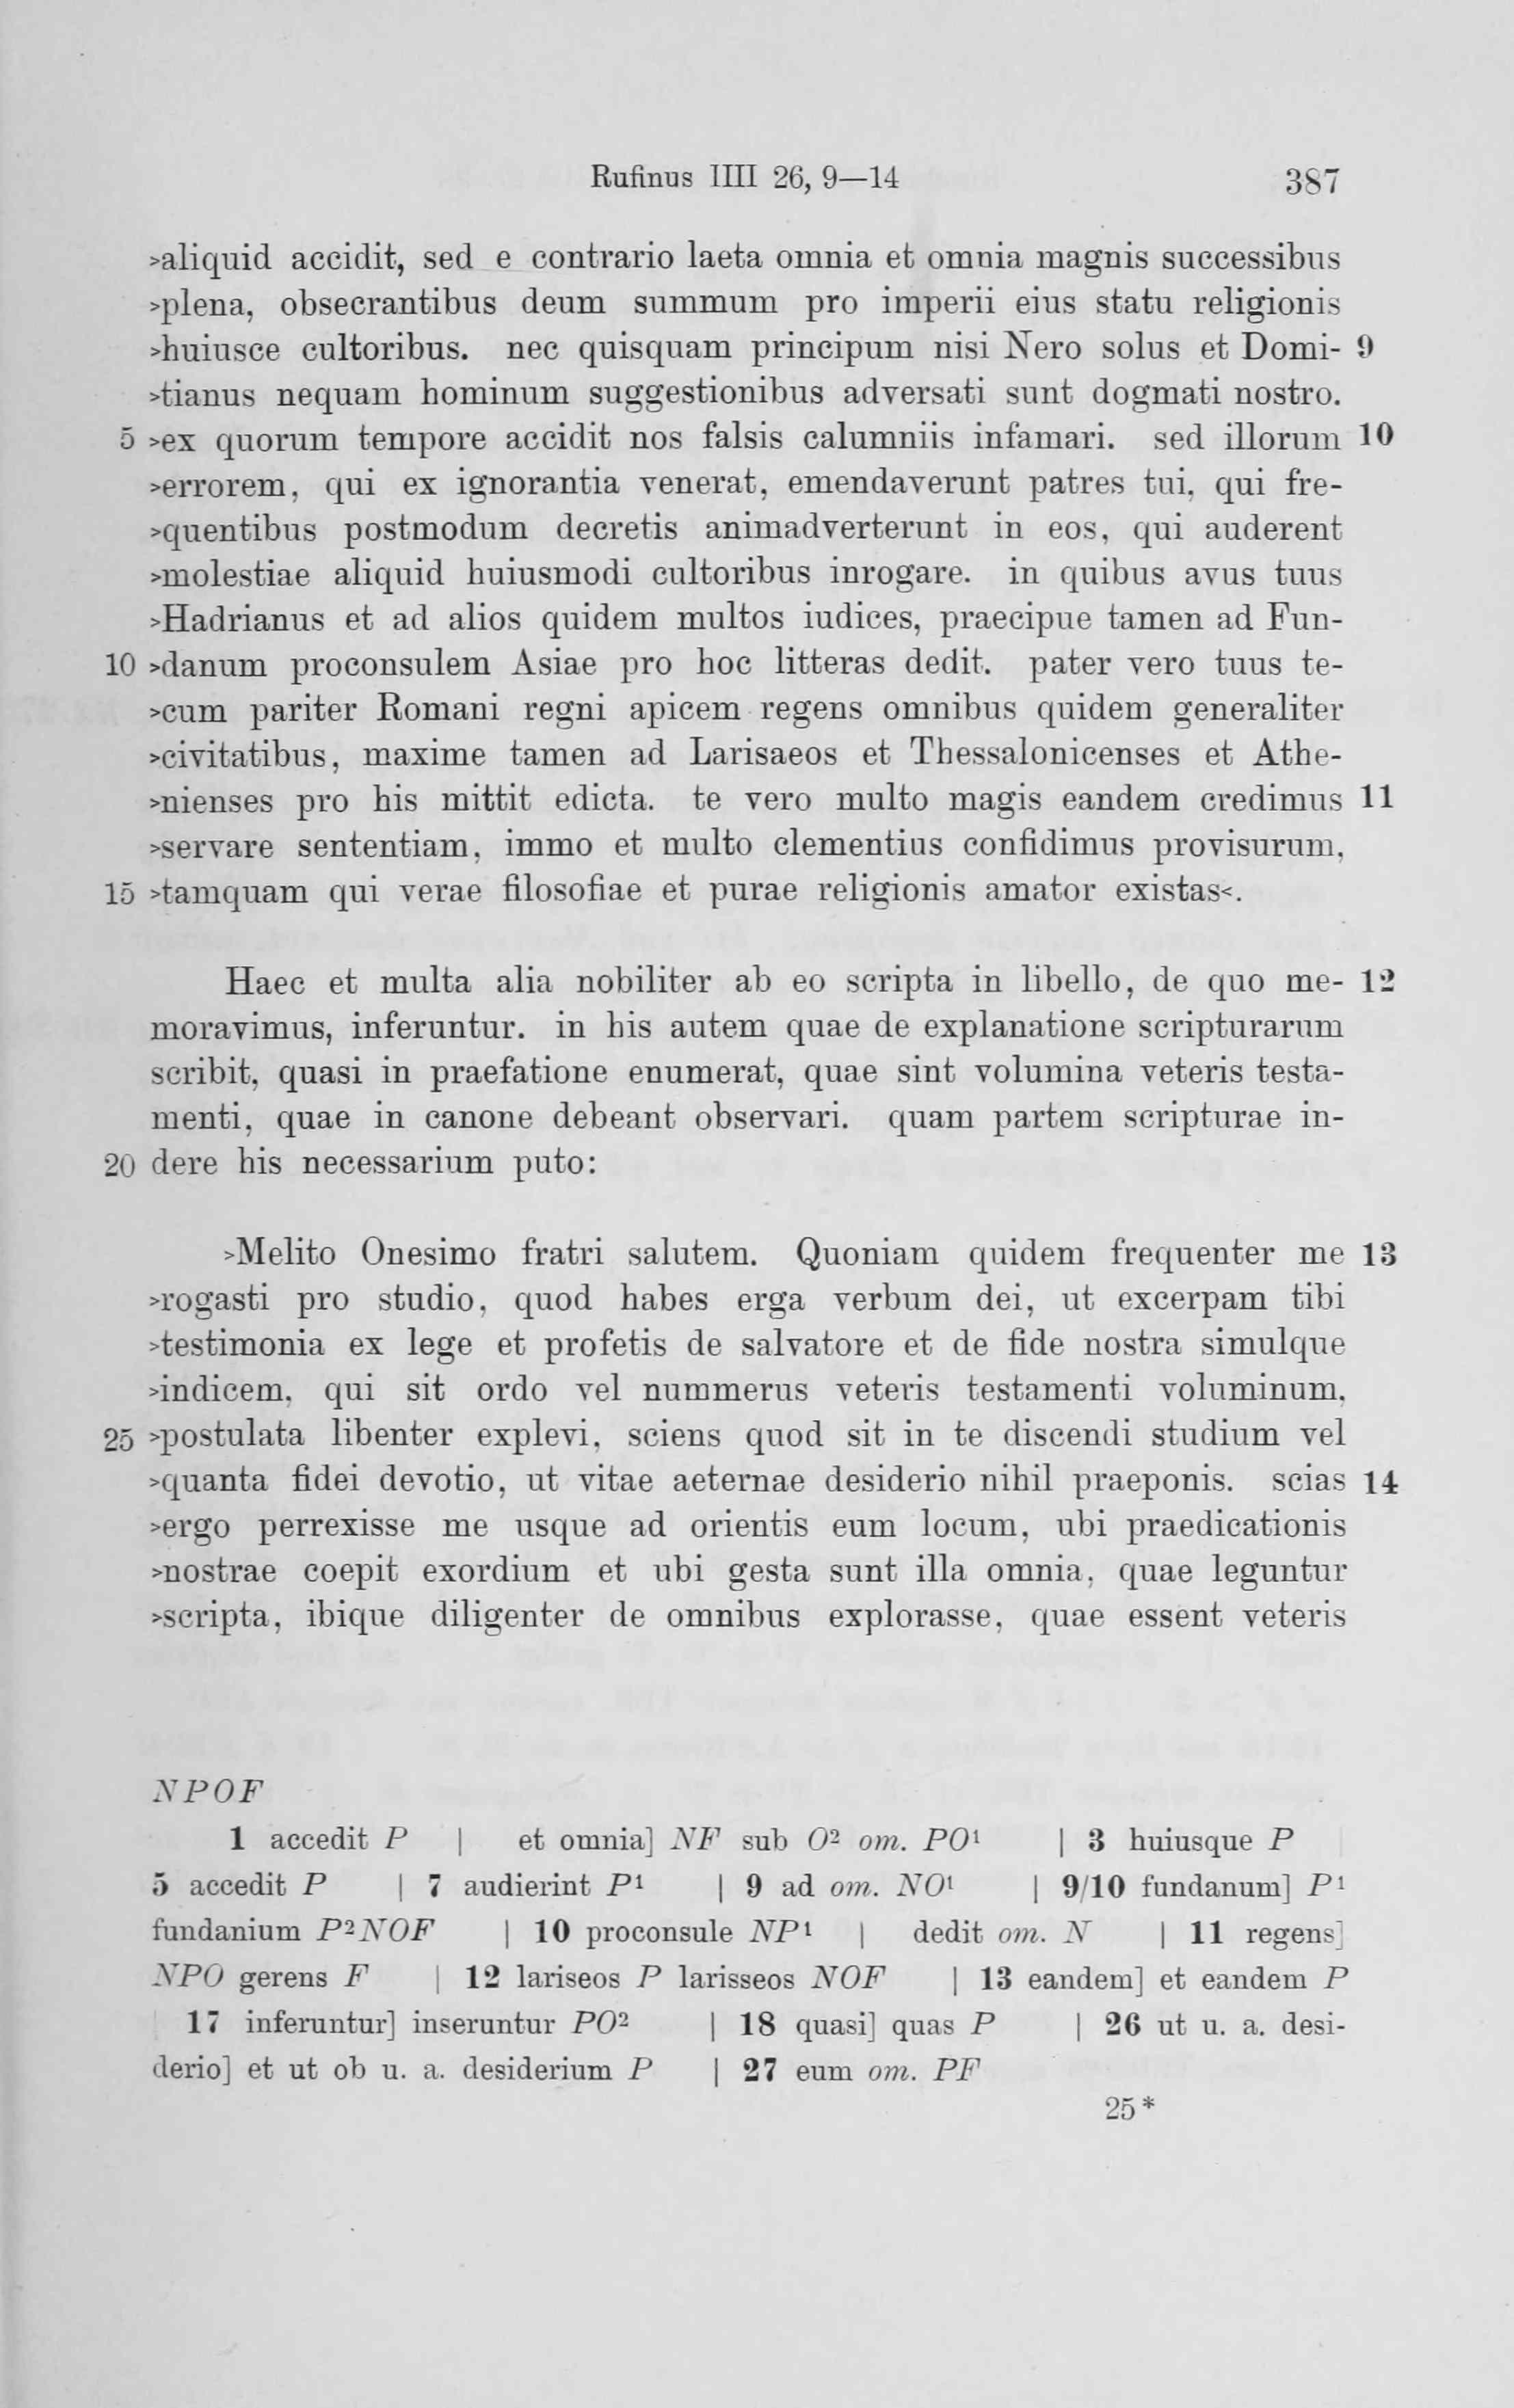 Rufinus IIII 26, 9—14 387
>aliquid accidit, sed e contrario laeta omnia et omnia magnis successibus
>plena, obsecrantibus deum summum pro imperii eius statu religionis
>huiusce cultoribus. nec quisquam principum nisi Nero solus et Domi- 9
>tianus nequam hominum suggestionibus adversati sunt dogmati nostro.
5 >ex quorum tempore accidit nos falsis calumniis infamari. sed illorum 10
>errorem, qui ex ignorantia venerat, emendaverunt patres tui, qui fre-
>quentibus postmodum decretis animadverterunt in eos, qui auderent
>molestiae aliquid huiusmodi cultoribus inrogare. in quibus avus tuus
>Hadrianus et ad alios quidem multos iudices, praecipue tamen ad Fun-
10 >danum proconsulem Asiae pro hoc litteras dedit. pater vero tuus te-
>cum pariter Romani regni apicem regens omnibus quidem generaliter
>civitatibus, maxime tamen ad Larisaeos et Thessalonicenses et Athe-
>nienses pro his mittit edicta. te vero multo magis eandem credimus 11
>servare sententiam, immo et multo clementius confidimus provisurum,
15 >tamquam qui verae filosofiae et purae religionis amator existas<.
Haec et multa alia nobiliter ab eo scripta in libello, de quo me- 12
moravimus, inferuntur. in his autem quae de explanatione scripturarum
scribit, quasi in praefatione enumerat, quae sint volumina veteris testa-
menti, quae in canone debeant observari. quam partem scripturae in-
20 dere his necessarium puto:
>Melito Onesimo fratri salutem. Quoniam quidem frequenter me 13
>rogasti pro studio, quod habes erga verbum dei, ut excerpam tibi
>testimonia ex lege et profetis de salvatore et de fide nostra simulque
>indicem, qui sit ordo vel nummerus veteris testamenti voluminum,
25 >postulata libenter explevi, sciens quod sit in te discendi studium vel
>quanta fidei devotio, ut vitae aeternae desiderio nihil praeponis. scias 14
>ergo perrexisse me usque ad orientis eum locum, ubi praedicationis
>nostrae coepit exordium et ubi gesta sunt illa omnia, quae leguntur
>scripta, ibique diligenter de omnibus explorasse, quae essent veteris
NPOF
1 accedit P | et omnia] NF sub O² om. PO¹ | 3 huiusque P
5 accedit P | 7 audierint P¹ | 9 ad om. NO¹ | 9/10 fundanum] P¹
fundanium P²NOF | 10 proconsule NP¹ | dedit om. N | 11 regens]
NPO gerens F | 12 lariseos P larisseos NOF | 13 eandem] et eandem P
17 inferuntur] inseruntur PO² | 18 quasi] quas P | 26 ut u. a. desi-
derio] et ut ob u. a. desiderium P | 27 eum om. PF
25*